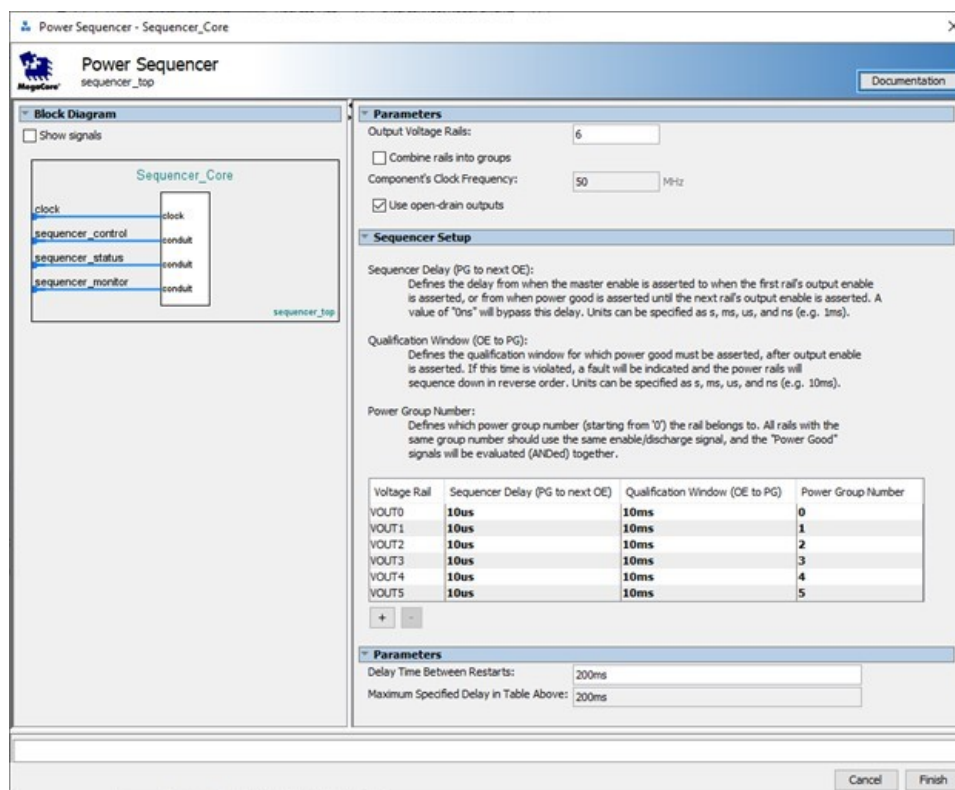 Power Sequencer - Sequencer_Core
MegaCore'
Power Sequencer
sequencer_top
Documentation
Block Diagram
Show signals
Sequencer_Core
clock
clock
sequencer_control
conduit
sequencer_status
conduit
sequencer_monitor
conduit
sequencer_top
Parameters
Output Voltage Rails: 6
Combine rails into groups
Component's Clock Frequency: 50 MHz
Use open-drain outputs
Sequencer Setup
Sequencer Delay (PG to next OE):
Defines the delay from when the master enable is asserted to when the first rail's output enable
is asserted, or from when power good is asserted until the next rail's output enable is asserted. A
value of "0ns" will bypass this delay. Units can be specified as s, ms, us, and ns (e.g. 1ms).
Qualification Window (OE to PG):
Defines the qualification window for which power good must be asserted, after output enable
is asserted. If this time is violated, a fault will be indicated and the power rails will
sequence down in reverse order. Units can be specified as s, ms, us, and ns (e.g. 10ms).
Power Group Number:
Defines which power group number (starting from '0') the rail belongs to. All rails with the
same group number should use the same enable/discharge signal, and the "Power Good"
signals will be evaluated (ANDed) together.
Voltage Rail Sequencer Delay (PG to next OE) Qualification Window (OE to PG) Power Group Number
VOUT0 10us 10ms 0
VOUT1 10us 10ms 1
VOUT2 10us 10ms 2
VOUT3 10us 10ms 3
VOUT4 10us 10ms 4
VOUT5 10us 10ms 5
+ -
Parameters
Delay Time Between Restarts: 200ms
Maximum Specified Delay in Table Above: 200ms
Cancel Finish